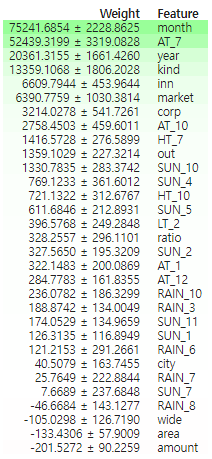 Weight Feature
75241.6854 ± 2228.8625 month
52439.3199 ± 3319.0828 AT_7
20361.3155 ± 1661.4260 year
13359.1068 ± 1806.2028 kind
6609.7944 ± 453.9644 inn
6390.7759 ± 1030.3814 market
3214.0278 ± 541.7261 corp
2758.4503 ± 459.6011 AT_10
1416.5728 ± 276.5899 HT_7
1359.1029 ± 227.3214 out
1330.7835 ± 283.3742 SUN_10
769.1233 ± 361.6012 SUN_4
721.1322 ± 312.6767 HT_10
611.6846 ± 212.8931 SUN_5
396.5768 ± 249.2848 LT_2
328.2557 ± 296.1101 ratio
327.5650 ± 195.3209 SUN_2
322.1483 ± 200.0869 AT_1
284.7783 ± 161.8355 AT_12
236.0782 ± 186.3299 RAIN_10
188.8742 ± 134.0049 RAIN_3
174.0529 ± 134.9659 SUN_11
126.3135 ± 116.8949 SUN_1
121.2153 ± 291.2661 RAIN_6
40.5079 ± 163.7455 city
25.7649 ± 222.8844 RAIN_7
7.6689 ± 237.6848 SUN_7
-46.6684 ± 143.1277 RAIN_8
-105.0298 ± 126.7190 wide
-133.4306 ± 57.9009 area
-201.5272 ± 90.2259 amount